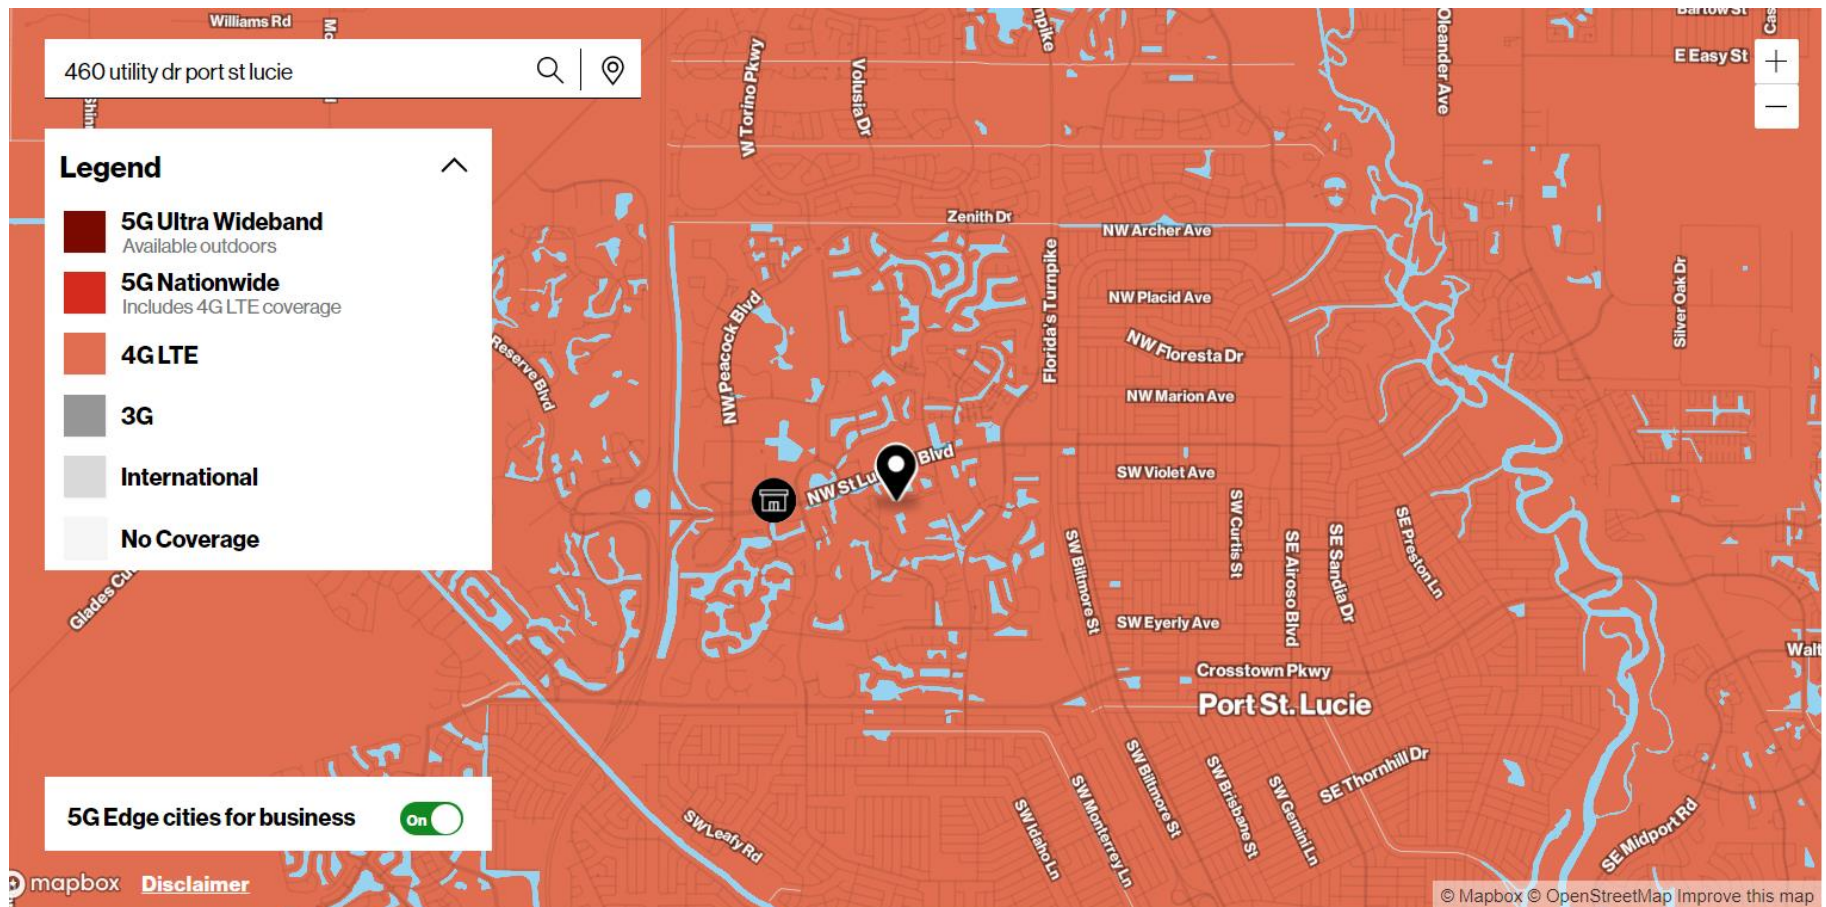 Williams Rd
Bartow St
E Easy St
460 utility dr port st lucie
W Torino Pkwy
Volusia Dr
Oleander Ave
Legend
5G Ultra Wideband
Available outdoors
5G Nationwide
Includes 4G LTE coverage
4G LTE
3G
International
No Coverage
Zenith Dr
NW Archer Ave
Florida's Turnpike
NW Placid Ave
Silver Oak Dr
NW Peacock Blvd
Reserve Blvd
NW Floresta Dr
NW Marion Ave
NW St Lu
Blvd
SW Violet Ave
SW Curtis St
SE Airoso Blvd
SE Sandia Dr
SE Preston Ln
SW Biltmore St
SW Eyerly Ave
Glades Cu
Walt
Crosstown Pkwy
Port St. Lucie
5G Edge cities for business
On
SW Leafy Rd
SW Idaho Ln
SW Monterrey Ln
SW Biltmore St
SW Brisbane St
SW Gemini Ln
SE Thornhill Dr
SE Midport Rd
mapbox
Disclaimer
© Mapbox © OpenStreetMap Improve this map